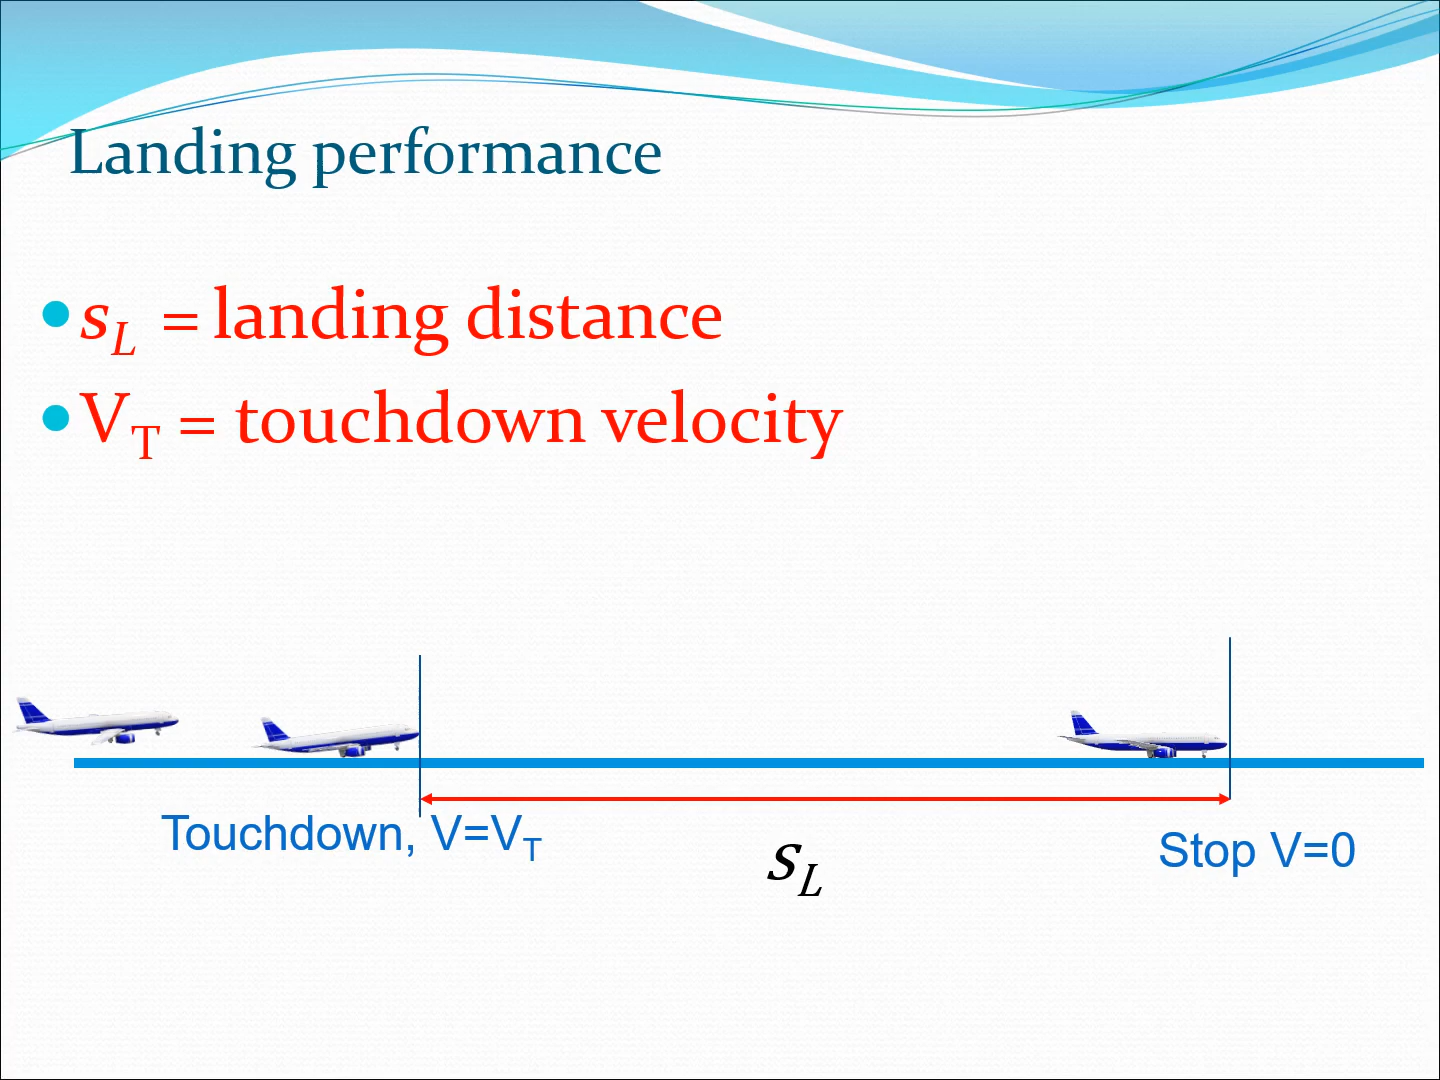 Landing performance
• s_L = landing distance
• V_T = touchdown velocity
Touchdown, V=V_T
s_L
Stop V=0